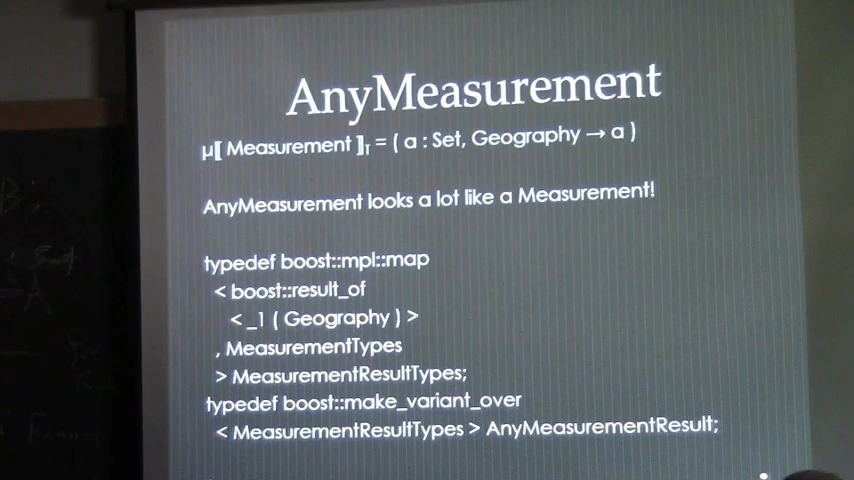 AnyMeasurement
μ⟦ Measurement ⟧T = ( a : Set, Geography → a )
AnyMeasurement looks a lot like a Measurement!
typedef boost::mpl::map
< boost::result_of
< _1 ( Geography ) >
, MeasurementTypes
> MeasurementResultTypes;
typedef boost::make_variant_over
< MeasurementResultTypes > AnyMeasurementResult;